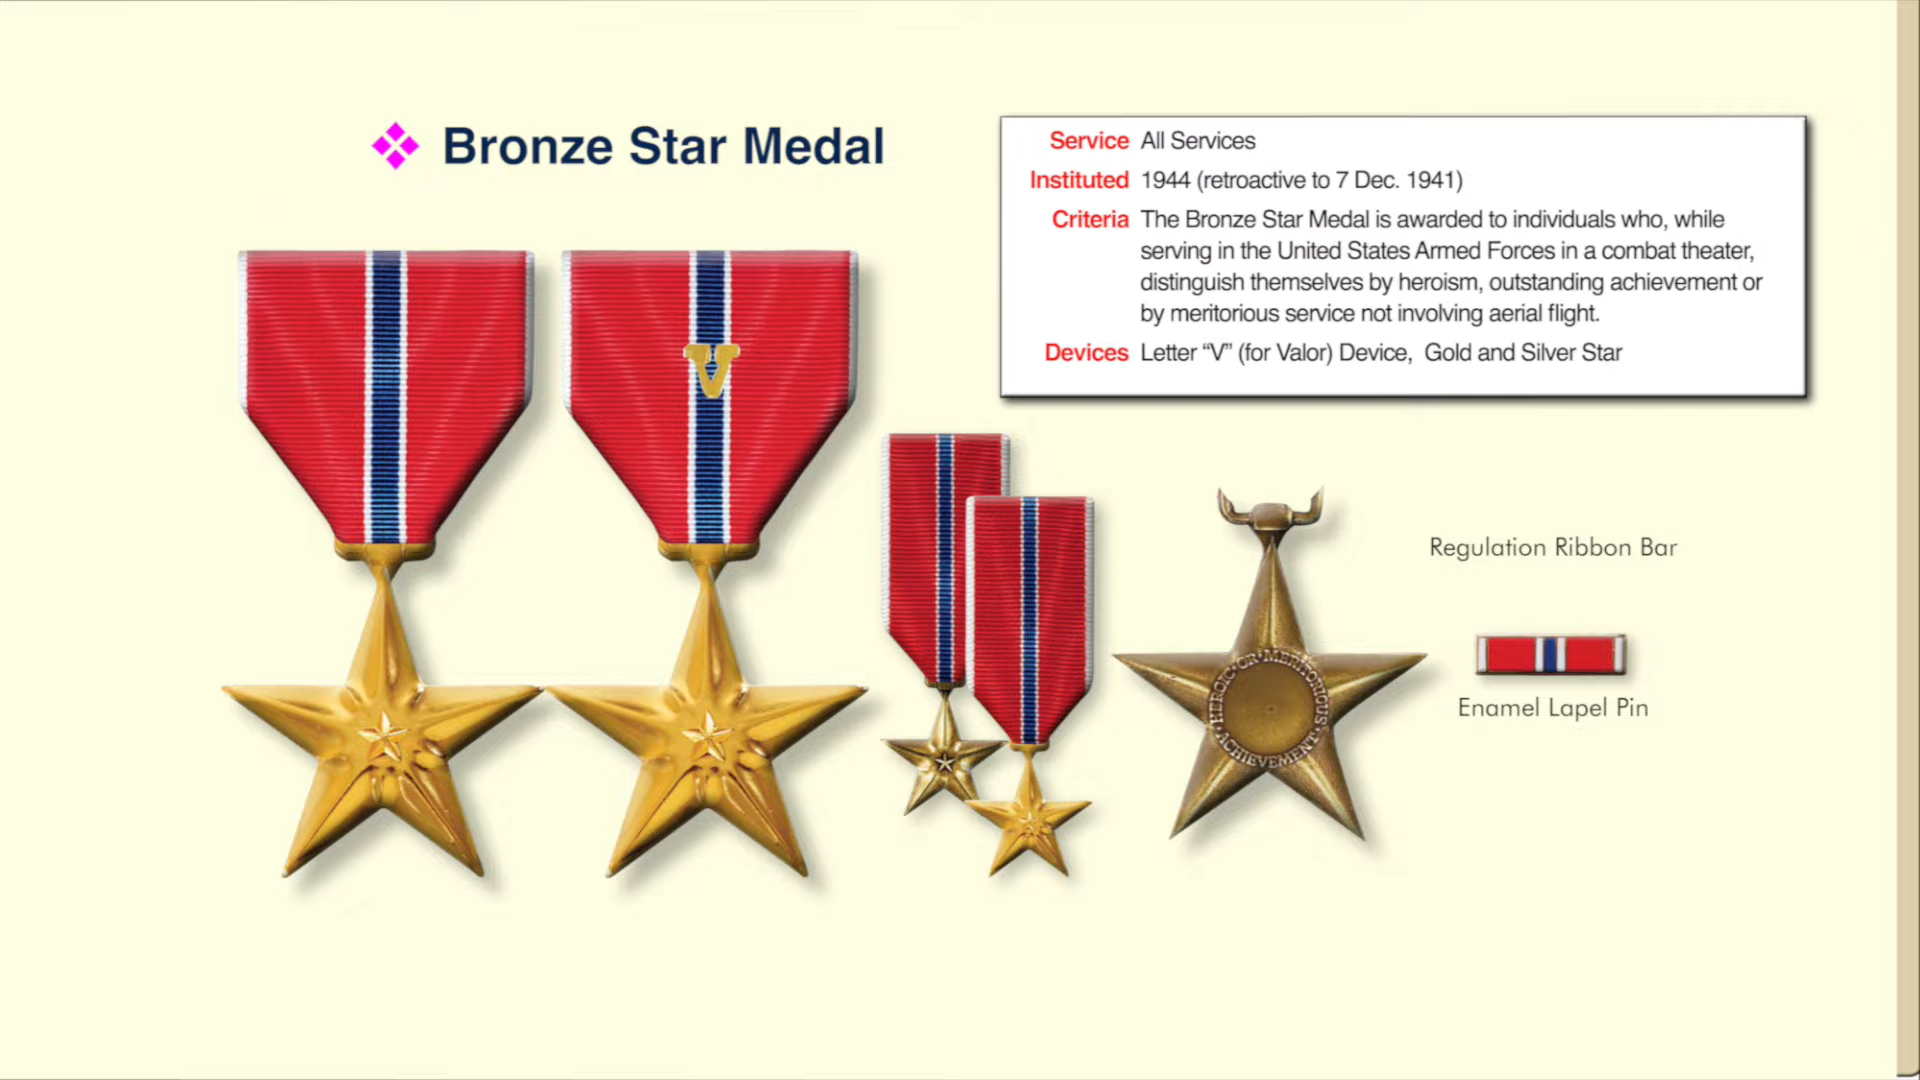 Bronze Star Medal
Service All Services
Instituted 1944 (retroactive to 7 Dec. 1941)
Criteria The Bronze Star Medal is awarded to individuals who, while
serving in the United States Armed Forces in a combat theater,
distinguish themselves by heroism, outstanding achievement or
by meritorious service not involving aerial flight.
Devices Letter “V” (for Valor) Device, Gold and Silver Star
V
HEROIC·OR·MERITORIOUS·
·ACHIEVEMENT·
Regulation Ribbon Bar
Enamel Lapel Pin